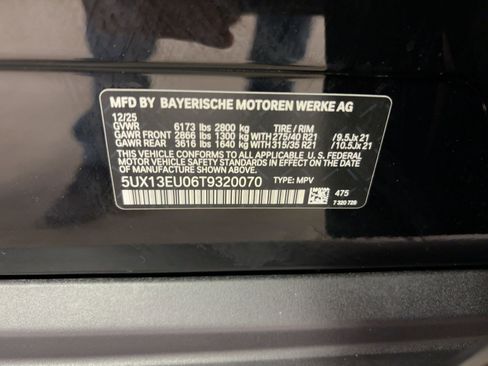 MFD BY BAYERISCHE MOTOREN WERKE AG
12/25
GVWR 6173 lbs 2800 kg TIRE / RIM
GAWR FRONT 2866 lbs 1300 kg WITH 275/40 R21 / 9.5Jx21
GAWR REAR 3616 lbs 1640 kg WITH 315/35 R21 / 10.5Jx21
THIS VEHICLE CONFORMS TO ALL APPLICABLE U.S. FEDERAL
MOTOR VEHICLE SAFETY STANDARDS IN EFFECT ON THE DATE
OF MANUFACTURE SHOWN ABOVE.
5UX13EU06T9320070 TYPE: MPV
475
7 320 728